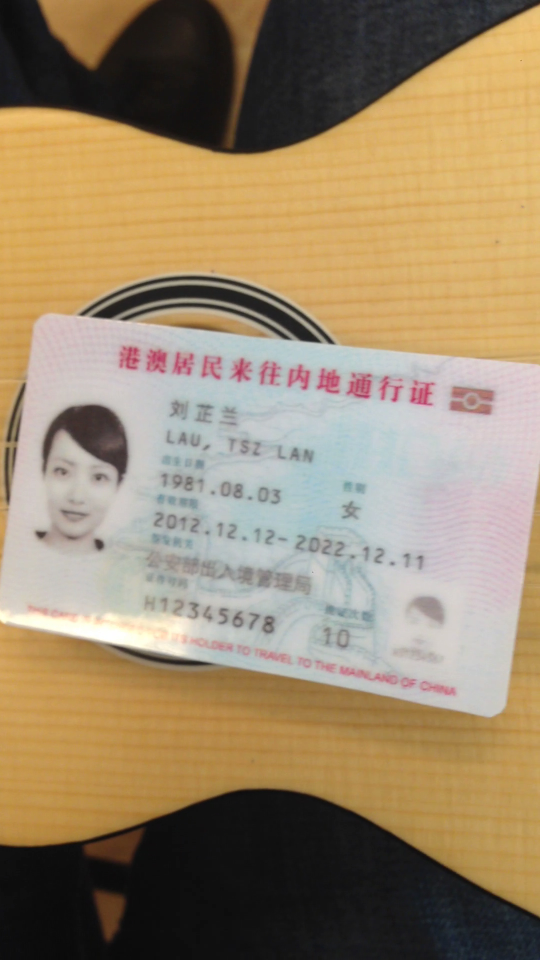 港澳居民来往内地通行证
刘芷兰
LAU, TSZ LAN
出生日期 性别
1981.08.03 女
有效期限
2012.12.12-2022.12.11
签发机关
公安部出入境管理局
证件号码 换证次数
H12345678 10
THIS CARD IS HOLDER TO TRAVEL TO THE MAINLAND OF CHINA